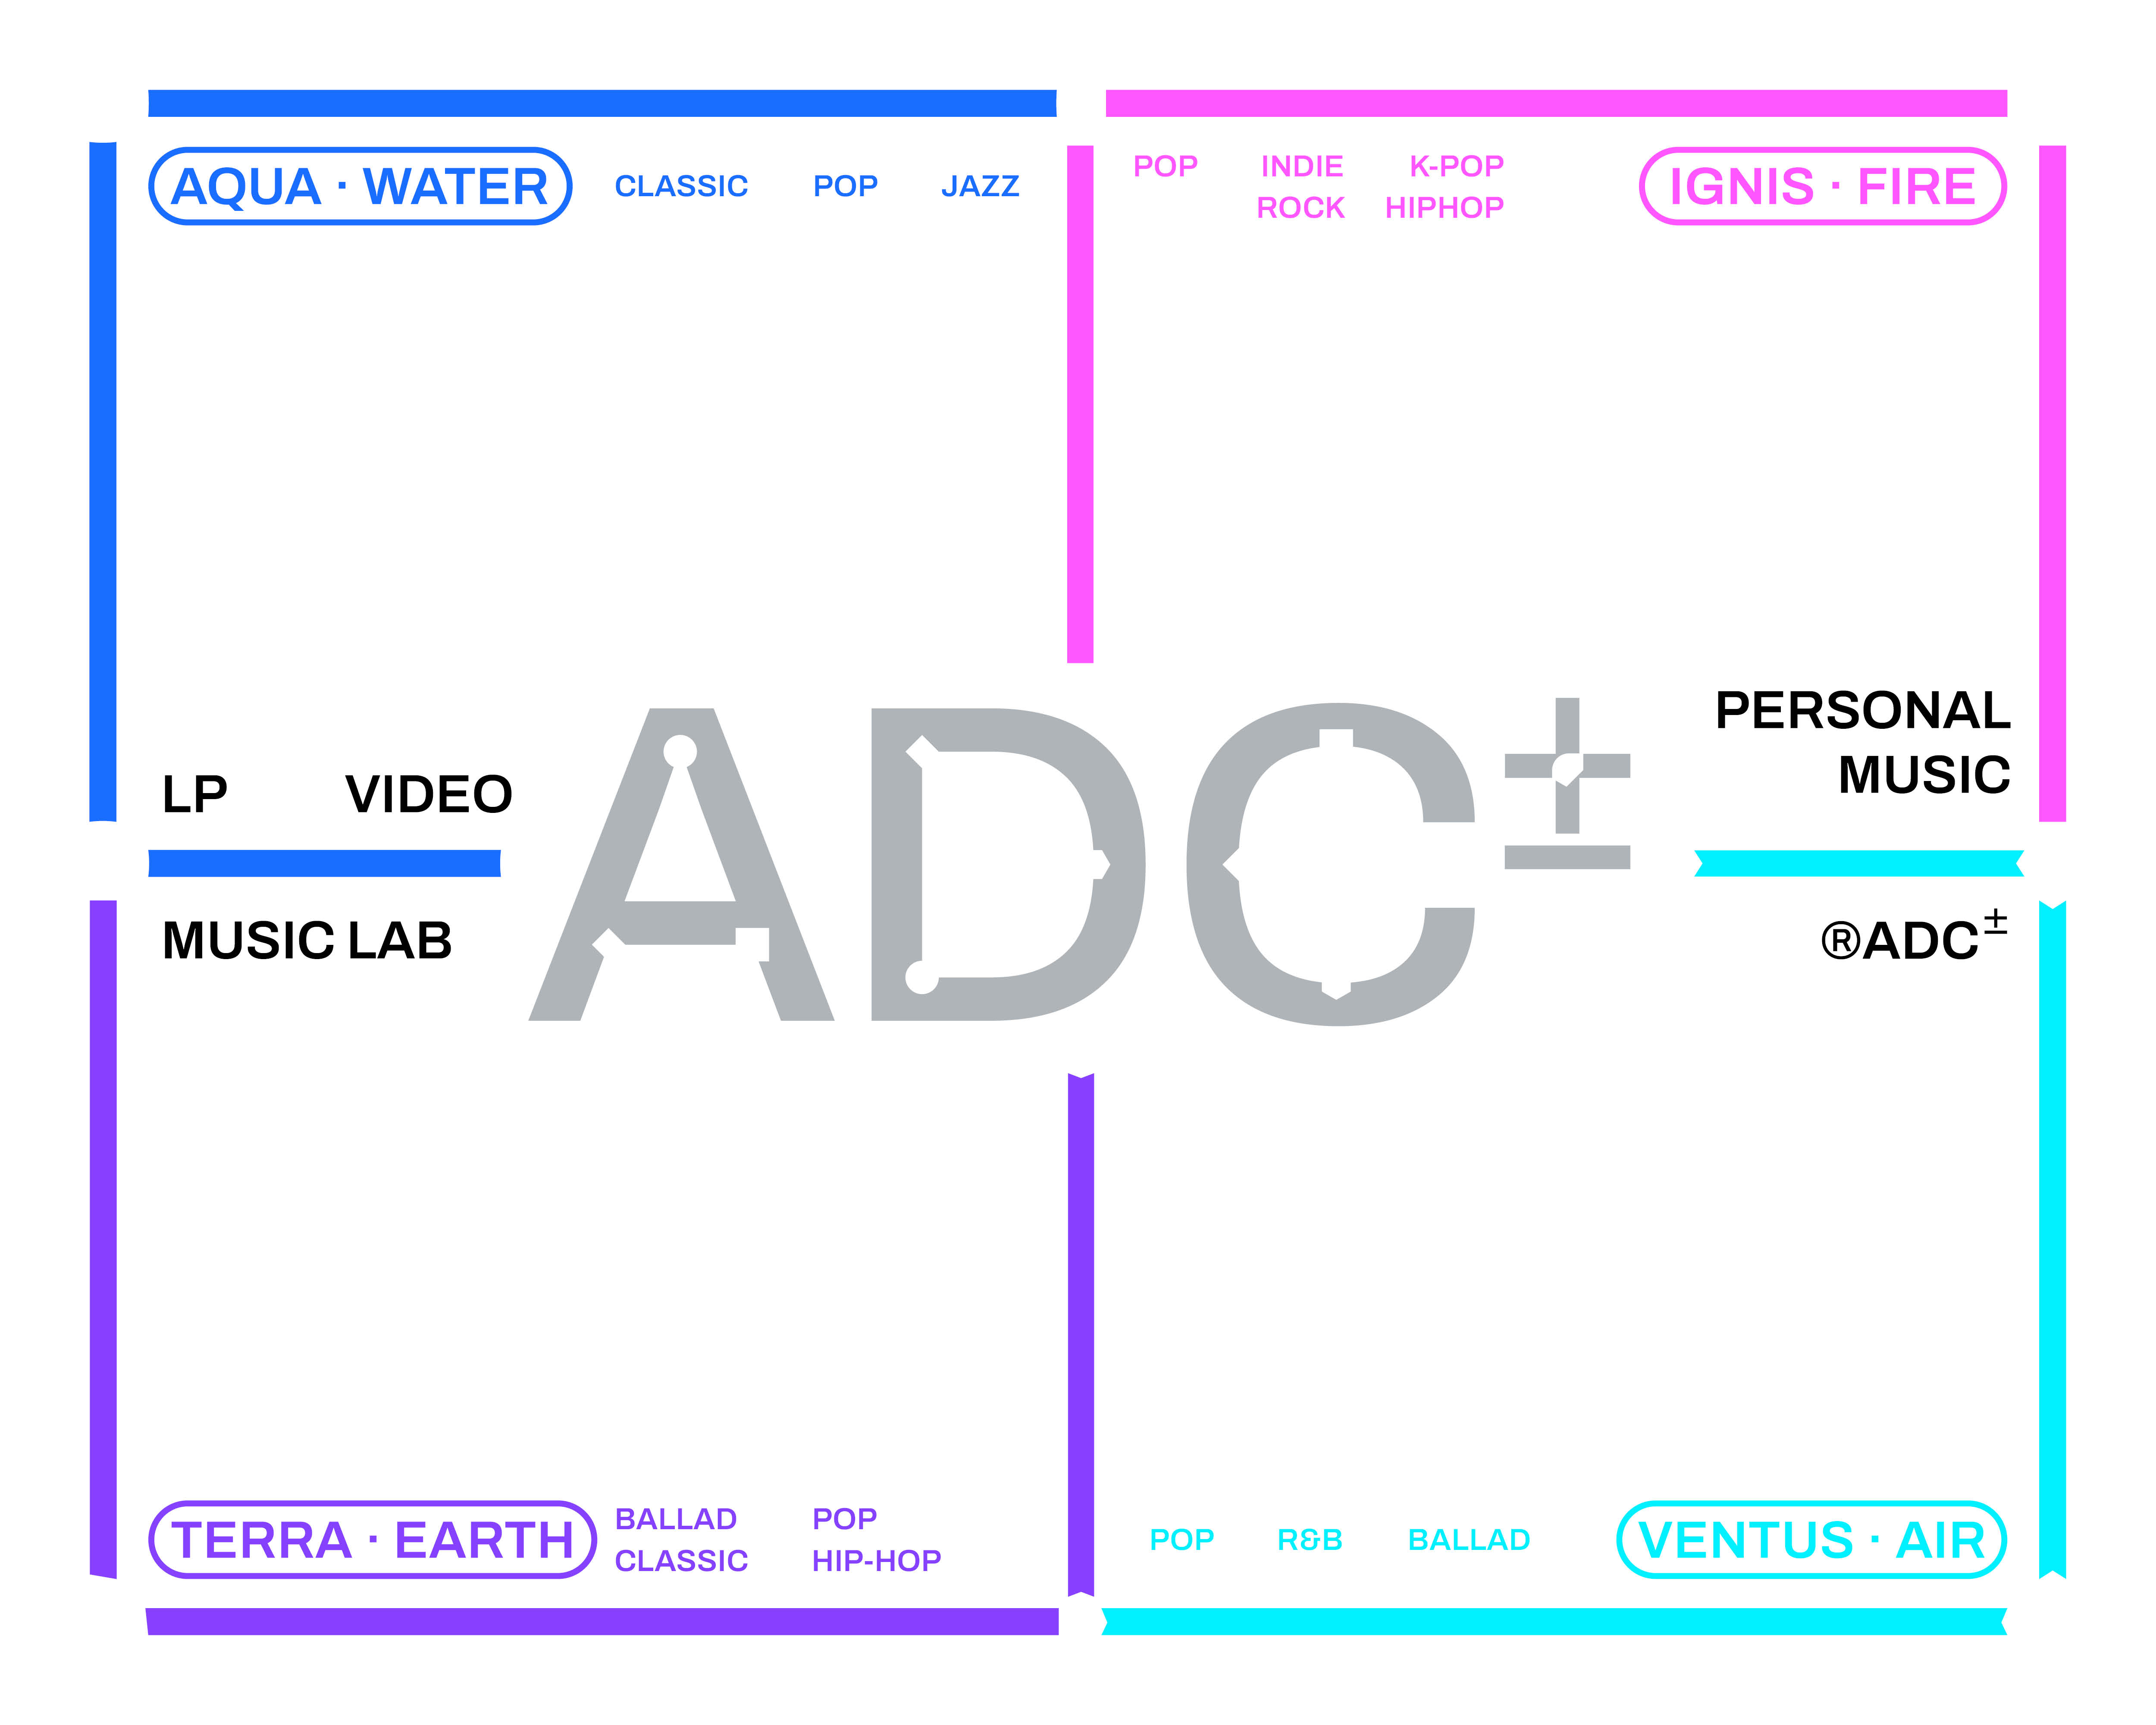 AQUA · WATER
CLASSIC POP JAZZ
POP INDIE K-POP
ROCK HIPHOP
IGNIS · FIRE
LP VIDEO
MUSIC LAB
ADC±
PERSONAL
MUSIC
®ADC±
TERRA · EARTH
BALLAD POP
CLASSIC HIP-HOP
POP R&B BALLAD
VENTUS · AIR